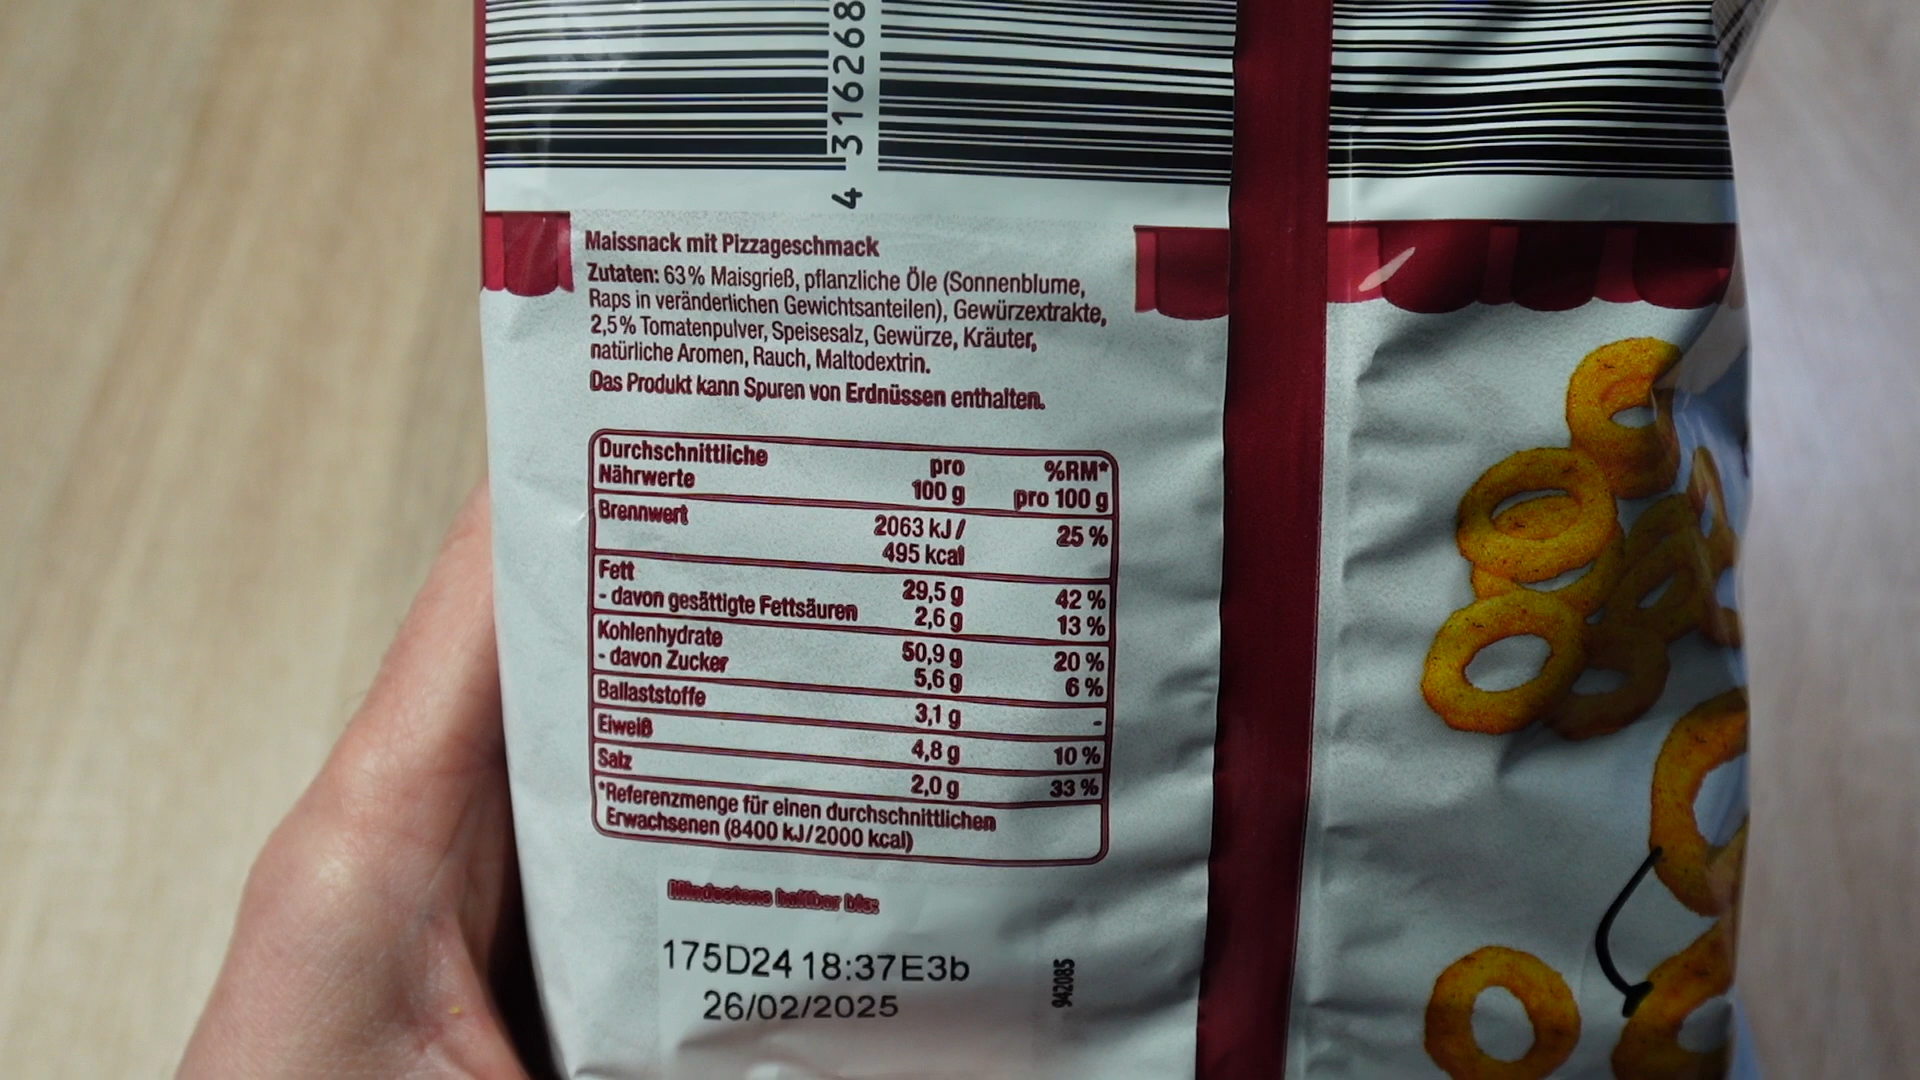 4 316268
Maissnack mit Pizzageschmack
Zutaten: 63% Maisgrieß, pflanzliche Öle (Sonnenblume,
Raps in veränderlichen Gewichtsanteilen), Gewürzextrakte,
2,5% Tomatenpulver, Speisesalz, Gewürze, Kräuter,
natürliche Aromen, Rauch, Maltodextrin.
Das Produkt kann Spuren von Erdnüssen enthalten.
Durchschnittliche Nährwerte pro 100 g %RM* pro 100 g
Brennwert 2063 kJ/ 495 kcal 25 %
Fett 29,5 g 42 %
- davon gesättigte Fettsäuren 2,6 g 13 %
Kohlenhydrate 50,9 g 20 %
- davon Zucker 5,6 g 6 %
Ballaststoffe 3,1 g -
Eiweiß 4,8 g 10 %
Salz 2,0 g 33 %
*Referenzmenge für einen durchschnittlichen
Erwachsenen (8400 kJ/2000 kcal)
Mindestens haltbar bis:
175D24 18:37E3b
26/02/2025
942085